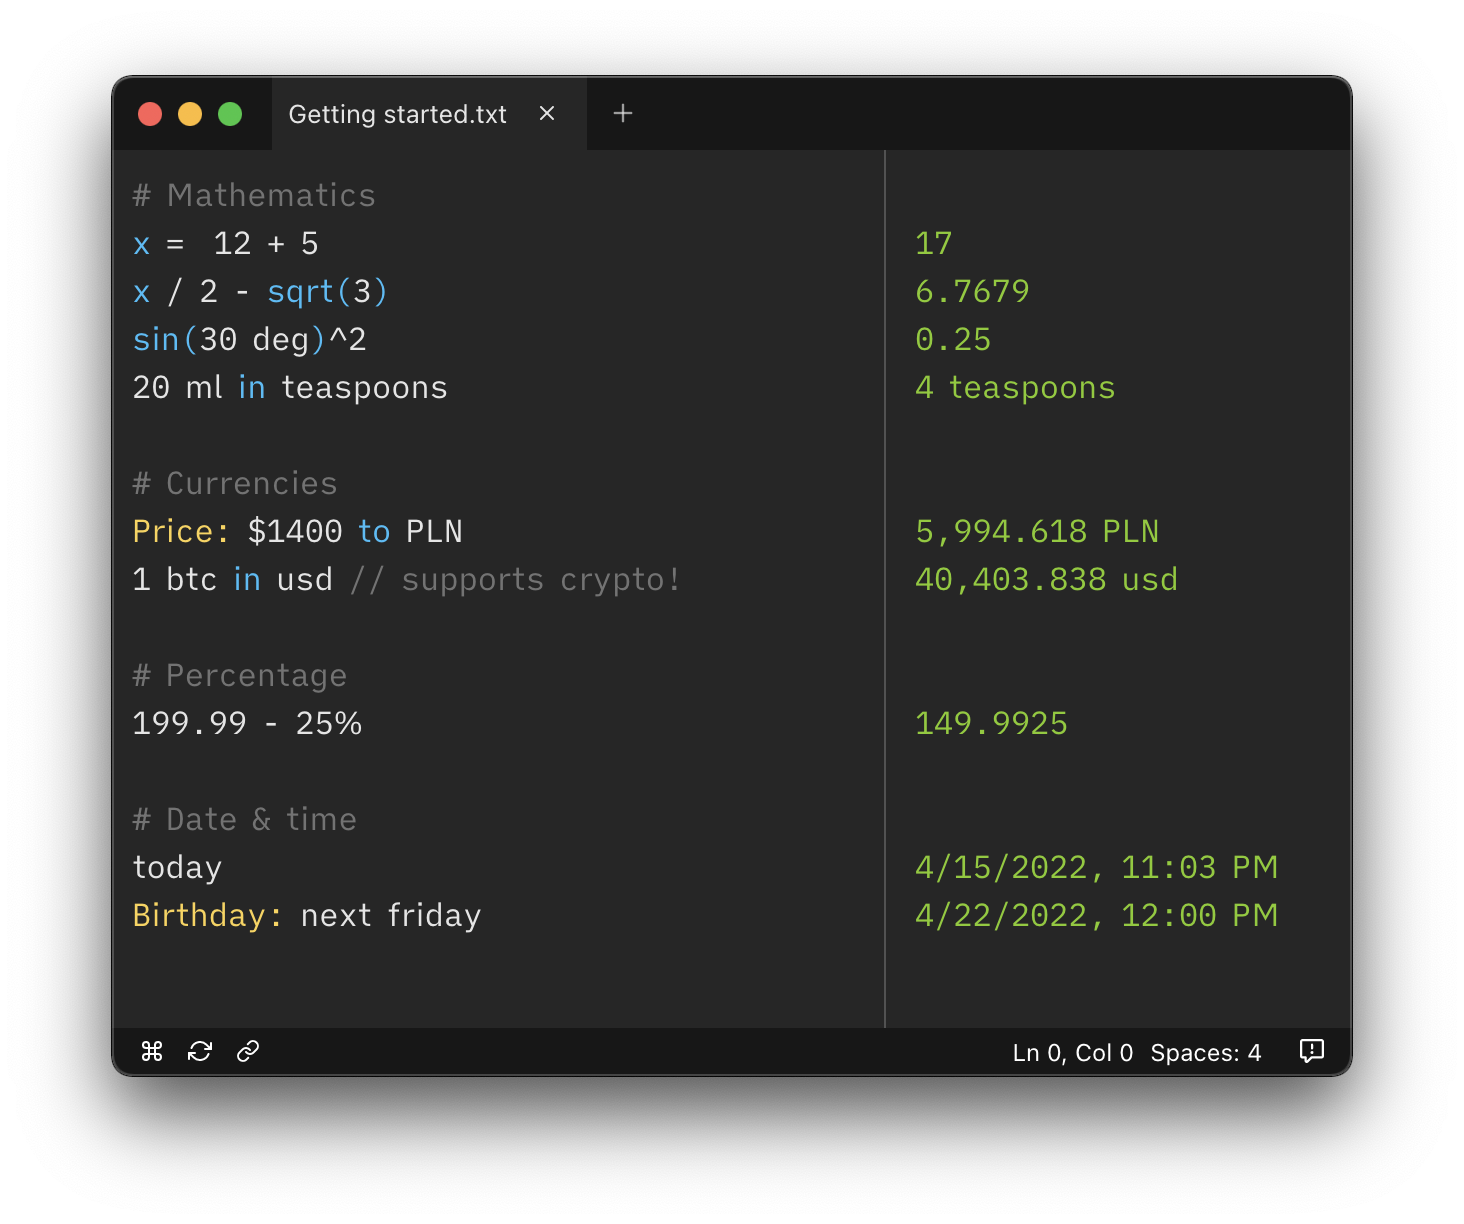 Getting started.txt
# Mathematics
x = 12 + 5 17
x / 2 - sqrt(3) 6.7679
sin(30 deg)^2 0.25
20 ml in teaspoons 4 teaspoons
# Currencies
Price: $1400 to PLN 5,994.618 PLN
1 btc in usd // supports crypto! 40,403.838 usd
# Percentage
199.99 - 25% 149.9925
# Date & time
today 4/15/2022, 11:03 PM
Birthday: next friday 4/22/2022, 12:00 PM
Ln 0, Col 0 Spaces: 4